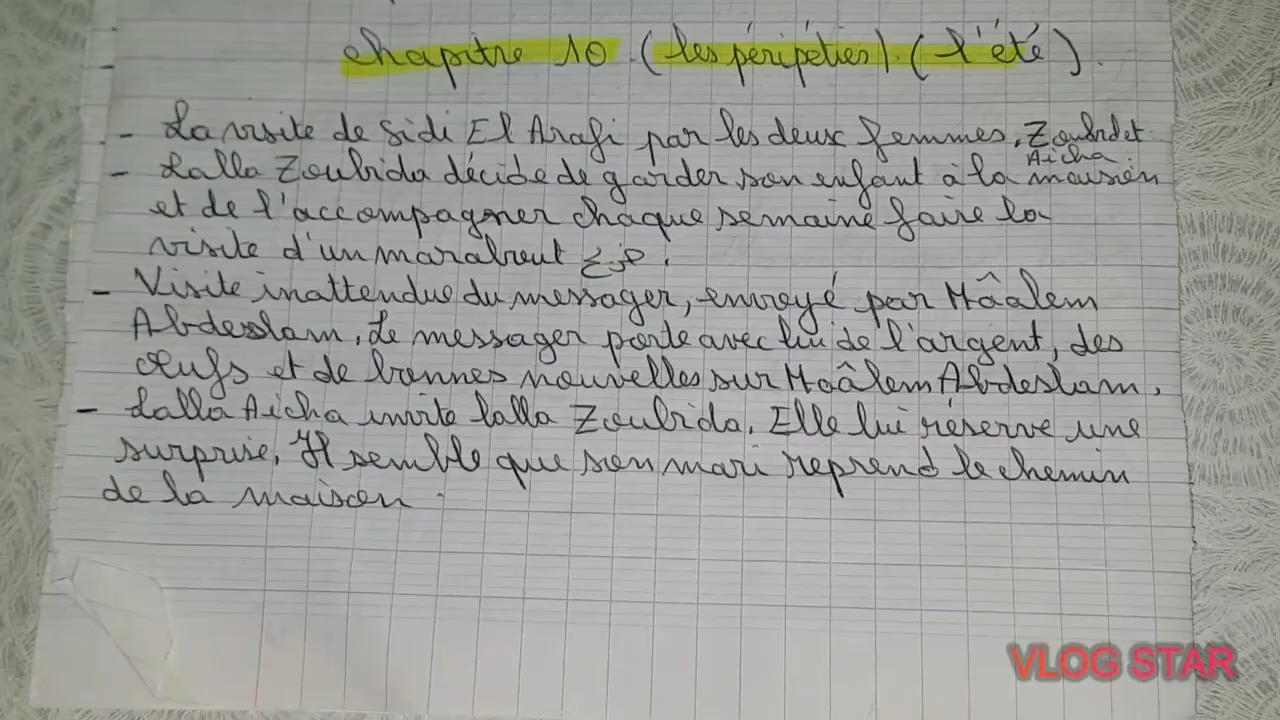 chapitre 10 (les péripéties). (l'été).
- La visite de Sidi El Arafi par les deux femmes, Zoubid et Aicha
- Lalla Zoubida décide de garder son enfant à la maison
et de l'accompagner chaque semaine faire la
visite d'un marabout ضريح.
- Visite inattendue du messager, envoyé par Mâalem
Abdeslam, Le messager porte avec lui de l'argent, des
œufs et de bonnes nouvelles sur Maâlem Abdeslam,
- Lalla Aicha invite lalla Zoubida. Elle lui réserve une
surprise. Il semble que son mari reprend le chemin
de la maison.
VLOG STAR